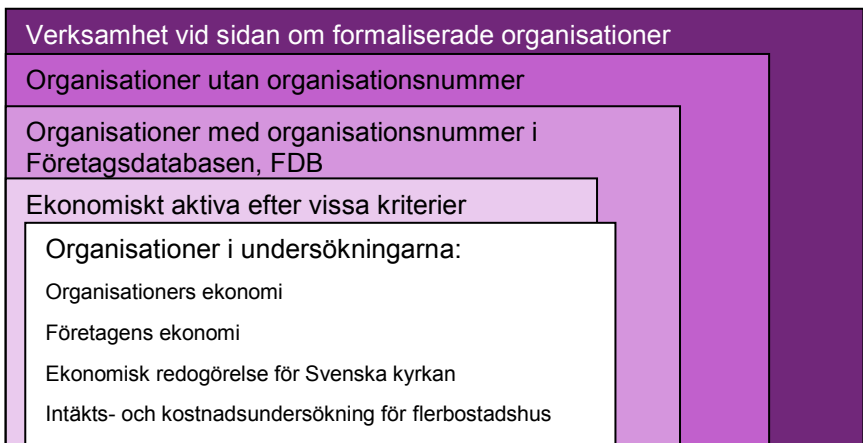 Verksamhet vid sidan om formaliserade organisationer
Organisationer utan organisationsnummer
Organisationer med organisationsnummer i
Företagsdatabasen, FDB
Ekonomiskt aktiva efter vissa kriterier
Organisationer i undersökningarna:
Organisationers ekonomi
Företagens ekonomi
Ekonomisk redogörelse för Svenska kyrkan
Intäkts- och kostnadsundersökning för flerbostadshus